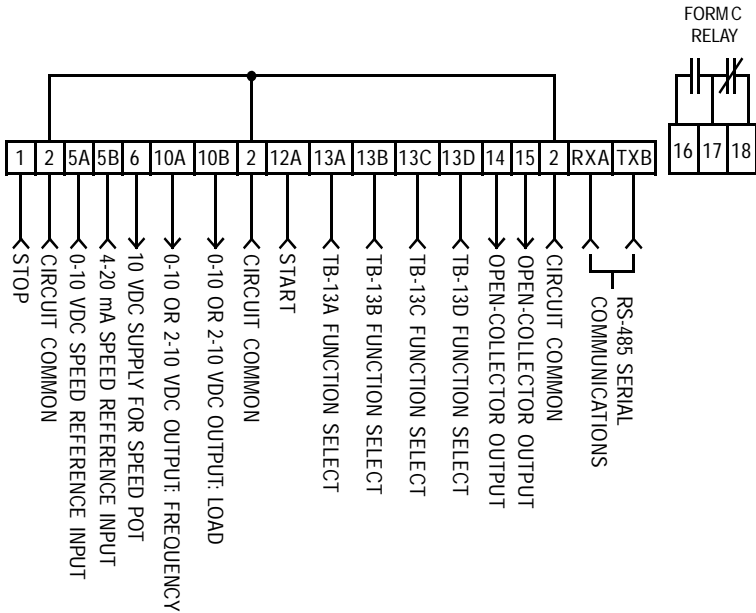 FORM C
RELAY
1 2 5A 5B 6 10A 10B 2 12A 13A 13B 13C 13D 14 15 2 RXA TXB
16 17 18
STOP
CIRCUIT COMMON
0-10 VDC SPEED REFERENCE INPUT
4-20 mA SPEED REFERENCE INPUT
10 VDC SUPPLY FOR SPEED POT
0-10 OR 2-10 VDC OUTPUT: FREQUENCY
0-10 OR 2-10 VDC OUTPUT: LOAD
CIRCUIT COMMON
START
TB-13A FUNCTION SELECT
TB-13B FUNCTION SELECT
TB-13C FUNCTION SELECT
TB-13D FUNCTION SELECT
OPEN-COLLECTOR OUTPUT
OPEN-COLLECTOR OUTPUT
CIRCUIT COMMON
RS-485 SERIAL
COMMUNICATIONS